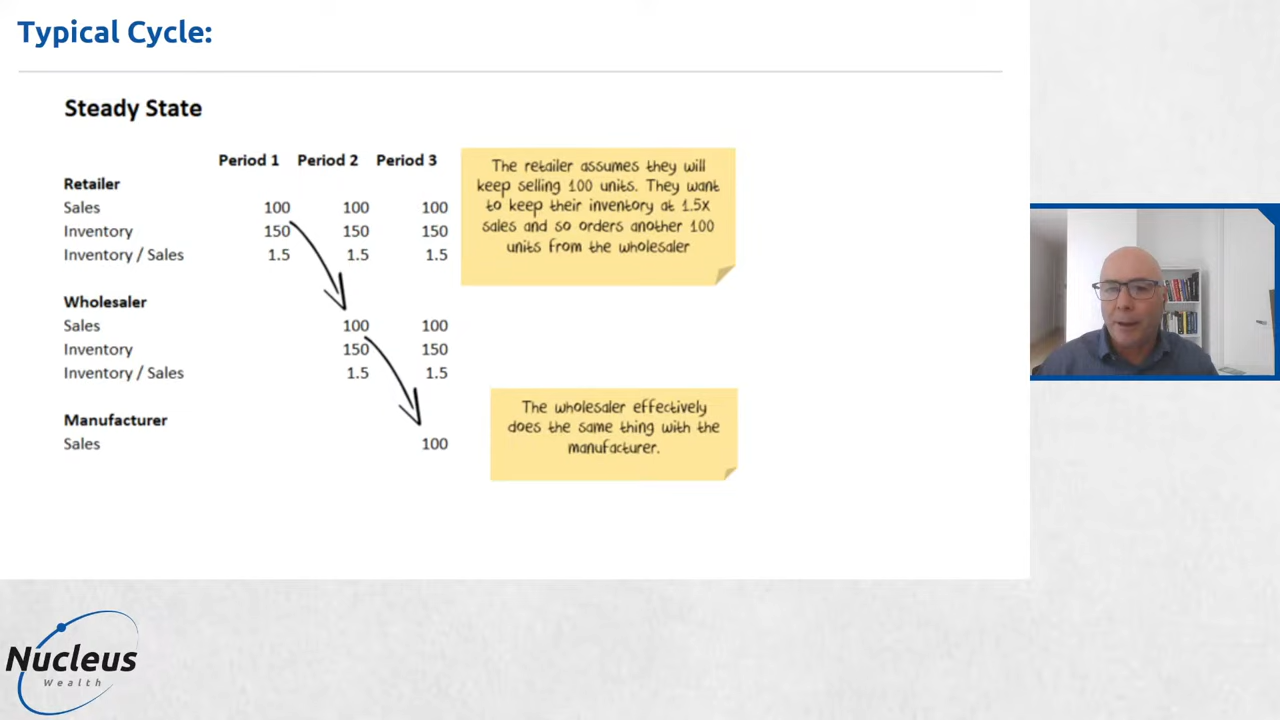 Typical Cycle:
Steady State
Period 1 Period 2 Period 3
Retailer
Sales 100 100 100
Inventory 150 150 150
Inventory / Sales 1.5 1.5 1.5
Wholesaler
Sales 100 100
Inventory 150 150
Inventory / Sales 1.5 1.5
Manufacturer
Sales 100
The retailer assumes they will
keep selling 100 units. They want
to keep their inventory at 1.5x
sales and so orders another 100
units from the wholesaler
The wholesaler effectively
does the same thing with the
manufacturer.
Nucleus
Wealth